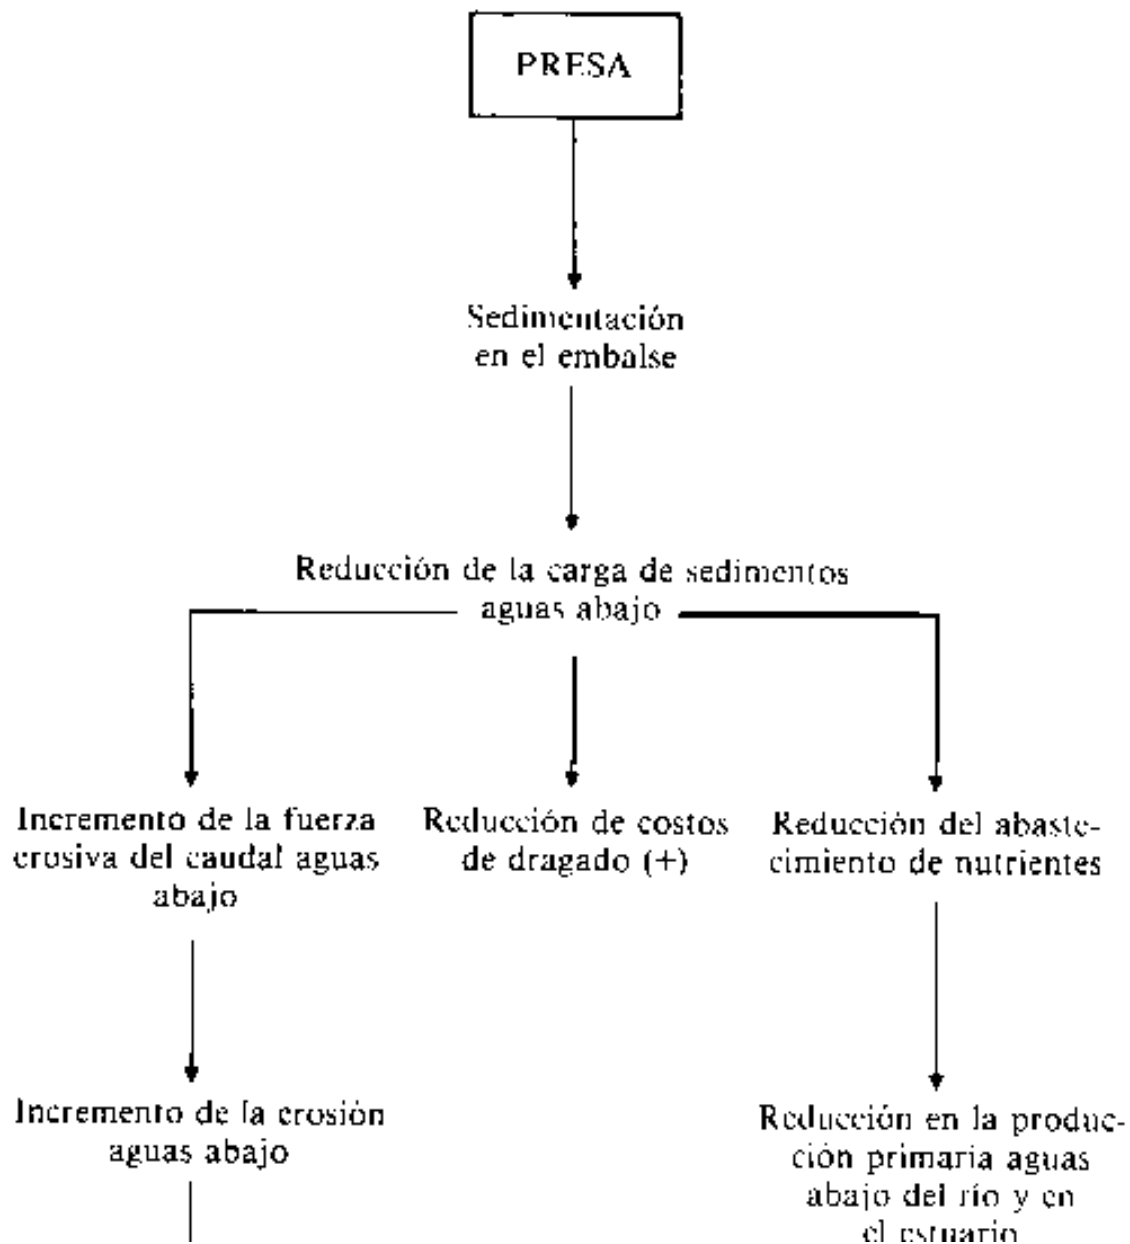 PRESA
Sedimentación
en el embalse
Reducción de la carga de sedimentos
aguas abajo
Incremento de la fuerza
erosiva del caudal aguas
abajo
Reducción de costos
de dragado (+)
Reducción del abaste-
cimiento de nutrientes
Incremento de la erosión
aguas abajo
Reducción en la produc-
ción primaria aguas
abajo del río y en
el estuario